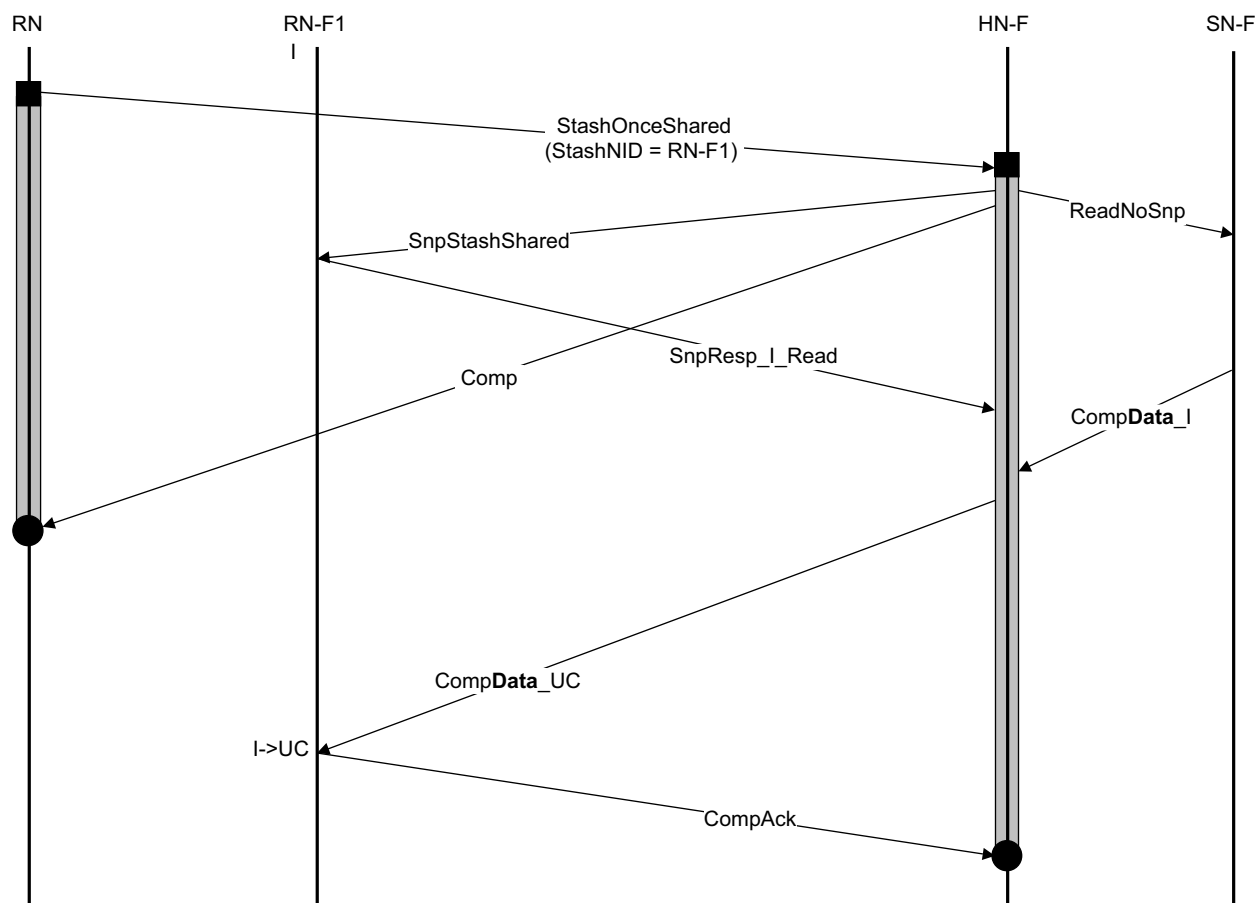 RN
RN-F1
I
HN-F
SN-F
StashOnceShared
(StashNID = RN-F1)
ReadNoSnp
SnpStashShared
SnpResp_I_Read
Comp
CompData_I
CompData_UC
I->UC
CompAck